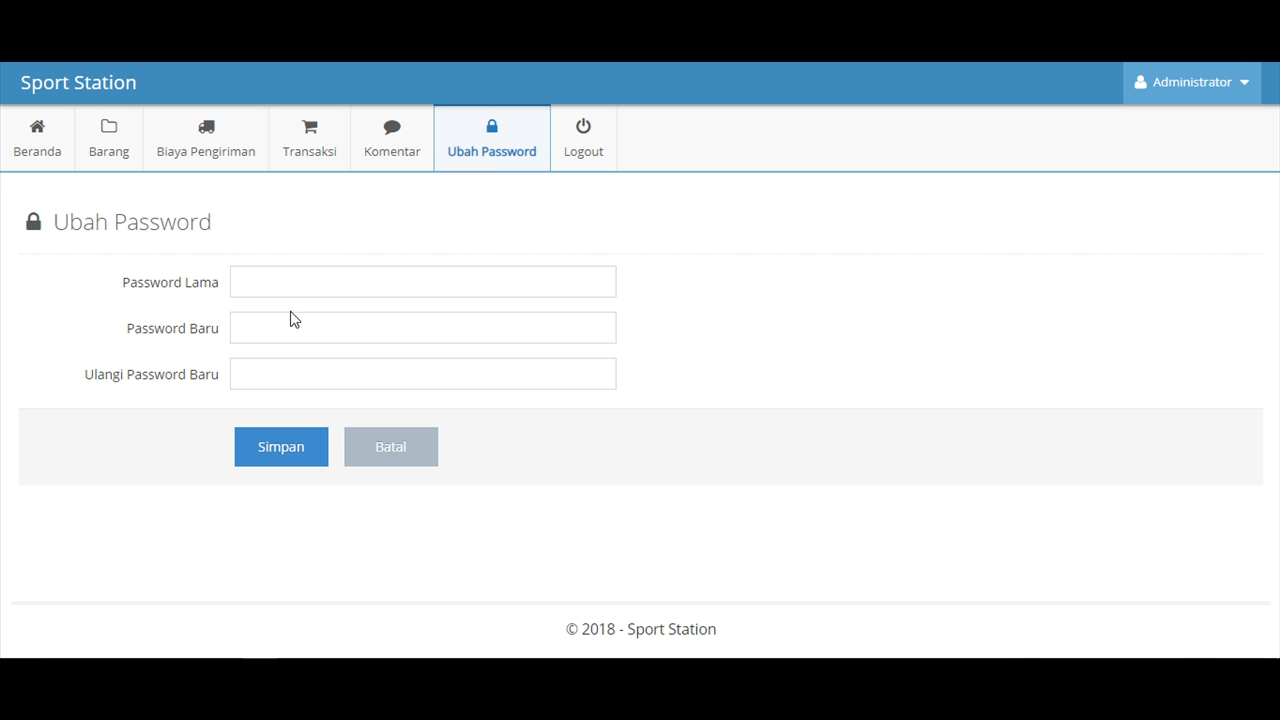 Sport Station
Administrator
Beranda
Barang
Biaya Pengiriman
Transaksi
Komentar
Ubah Password
Logout
Ubah Password
Password Lama
Password Baru
Ulangi Password Baru
Simpan
Batal
© 2018 - Sport Station